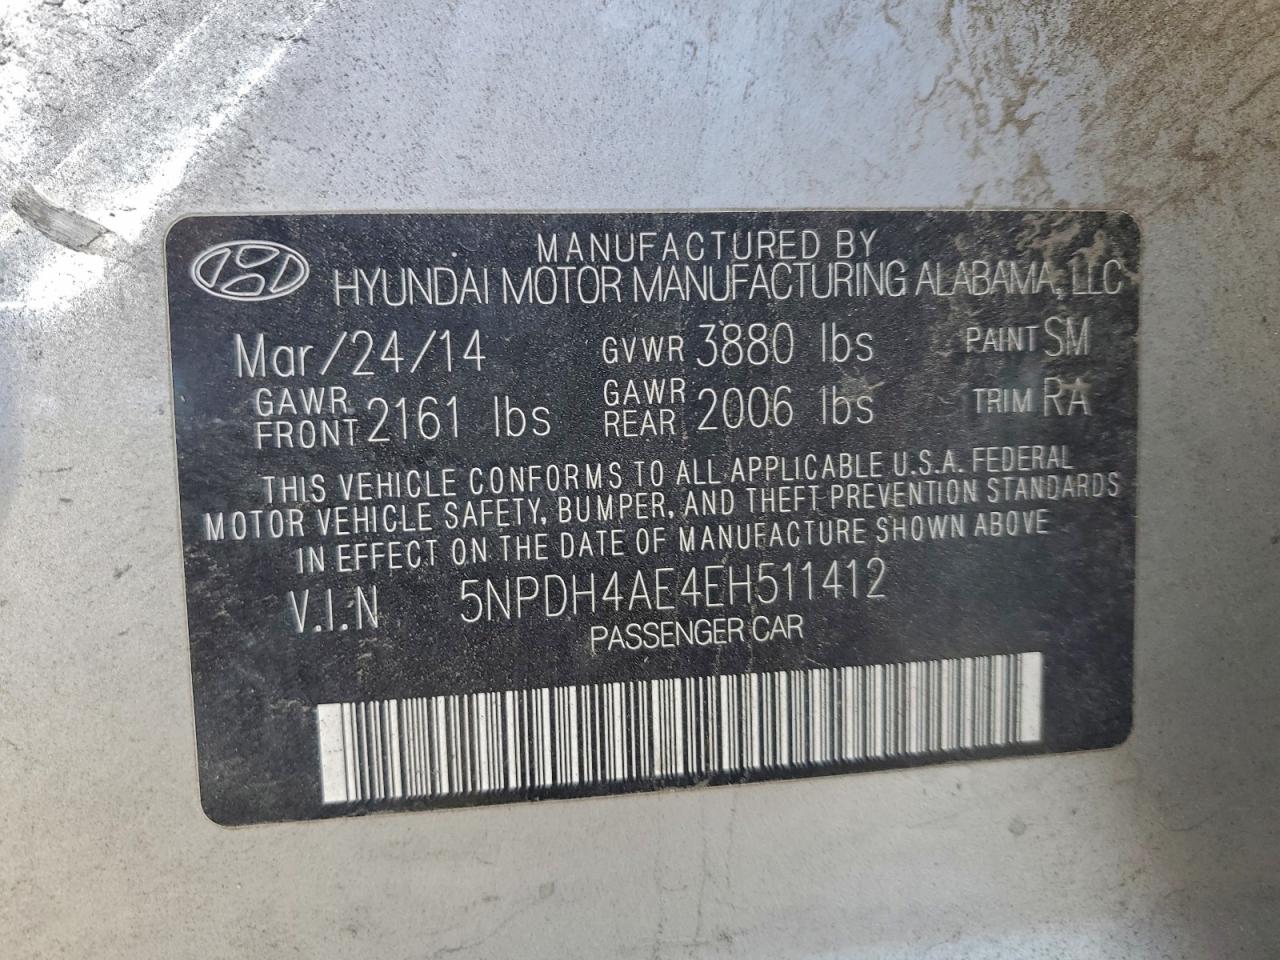 MANUFACTURED BY
HYUNDAI MOTOR MANUFACTURING ALABAMA, LLC
Mar/24/14 GVWR 3880 lbs PAINT SM
GAWR FRONT 2161 lbs GAWR REAR 2006 lbs TRIM RA
THIS VEHICLE CONFORMS TO ALL APPLICABLE U.S.A. FEDERAL
MOTOR VEHICLE SAFETY, BUMPER, AND THEFT PREVENTION STANDARDS
IN EFFECT ON THE DATE OF MANUFACTURE SHOWN ABOVE
V.I.N 5NPDH4AE4EH511412
PASSENGER CAR